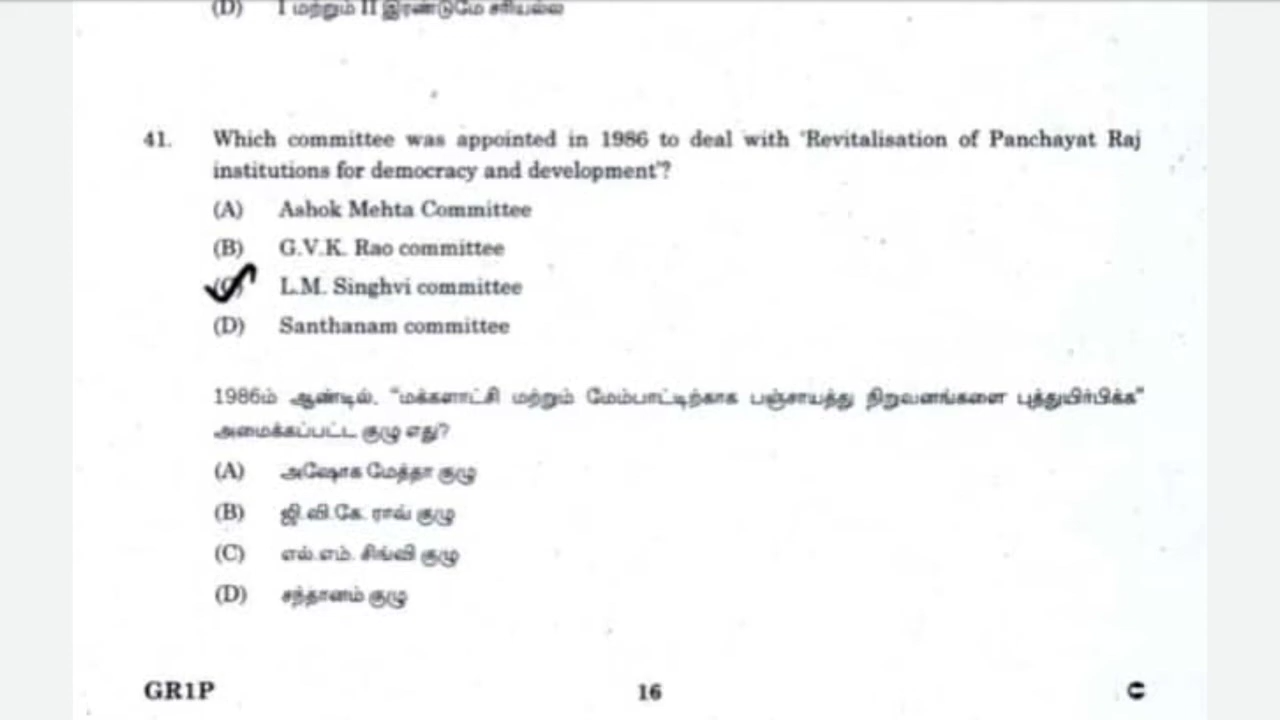 (D) I மற்றும் II இரண்டுமே சரியல்ல
41. Which committee was appointed in 1986 to deal with 'Revitalisation of Panchayat Raj
institutions for democracy and development'?
(A) Ashok Mehta Committee
(B) G.V.K. Rao committee
(C) L.M. Singhvi committee
(D) Santhanam committee
1986ம் ஆண்டில், "மக்களாட்சி மற்றும் மேம்பாட்டிற்காக பஞ்சாயத்து நிறுவனங்களை புத்துயிர்பிக்க"
அமைக்கப்பட்ட குழு எது?
(A) அஷோக மேத்தா குழு
(B) ஜி.வி.கே. ராவ் குழு
(C) எல்.எம். சிங்வி குழு
(D) சந்தானம் குழு
GR1P 16